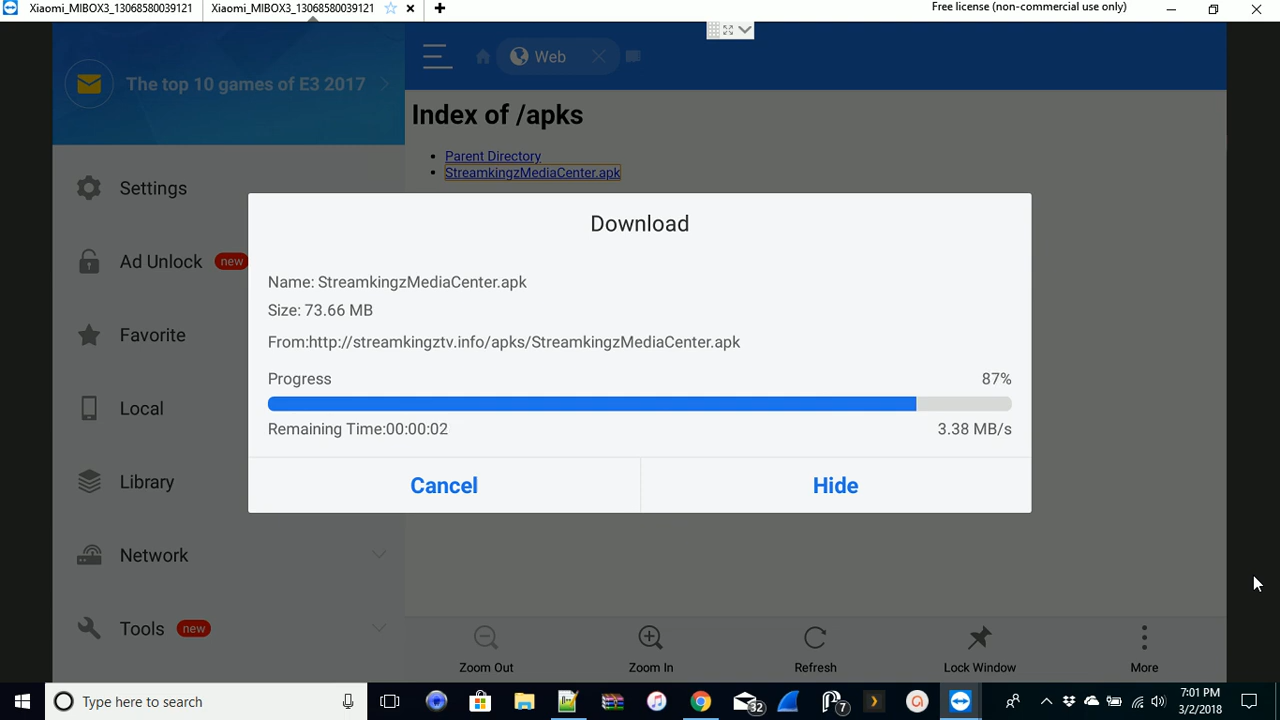 Xiaomi_MIBOX3_13068580039121
Xiaomi_MIBOX3_13068580039121
Free license (non-commercial use only)
The top 10 games of E3 2017
Web
Index of /apks
Parent Directory
StreamkingzMediaCenter.apk
Settings
Ad Unlock new
Favorite
Local
Library
Network
Tools new
Download
Name: StreamkingzMediaCenter.apk
Size: 73.66 MB
From:http://streamkingztv.info/apks/StreamkingzMediaCenter.apk
Progress 87%
Remaining Time:00:00:02 3.38 MB/s
Cancel Hide
Zoom Out Zoom In Refresh Lock Window More
Type here to search
32
7
7:01 PM
3/2/2018